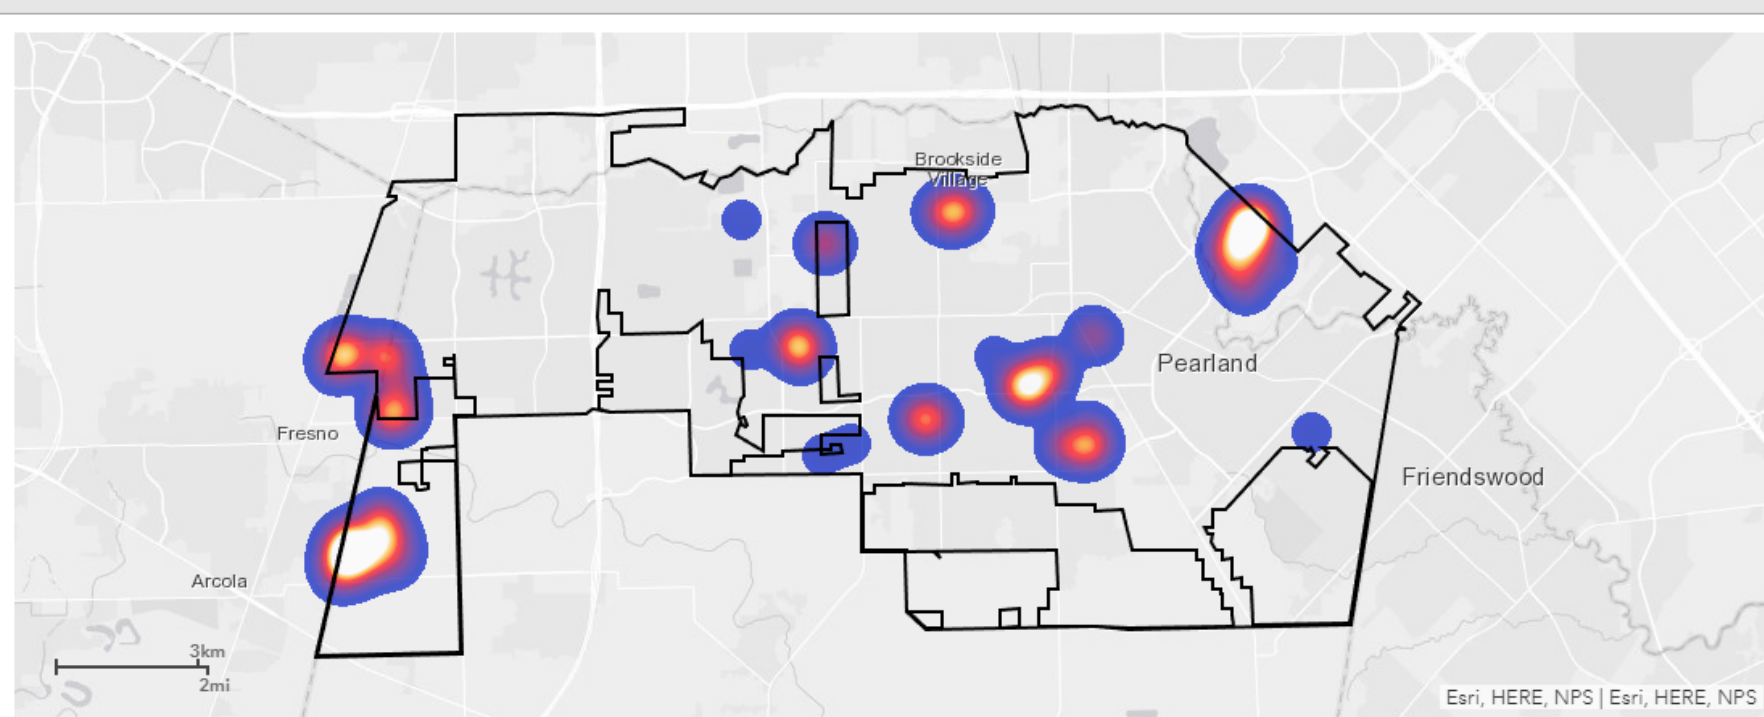 Brookside
Village
Pearland
Fresno
Friendswood
Arcola
3km
2mi
Esri, HERE, NPS | Esri, HERE, NPS